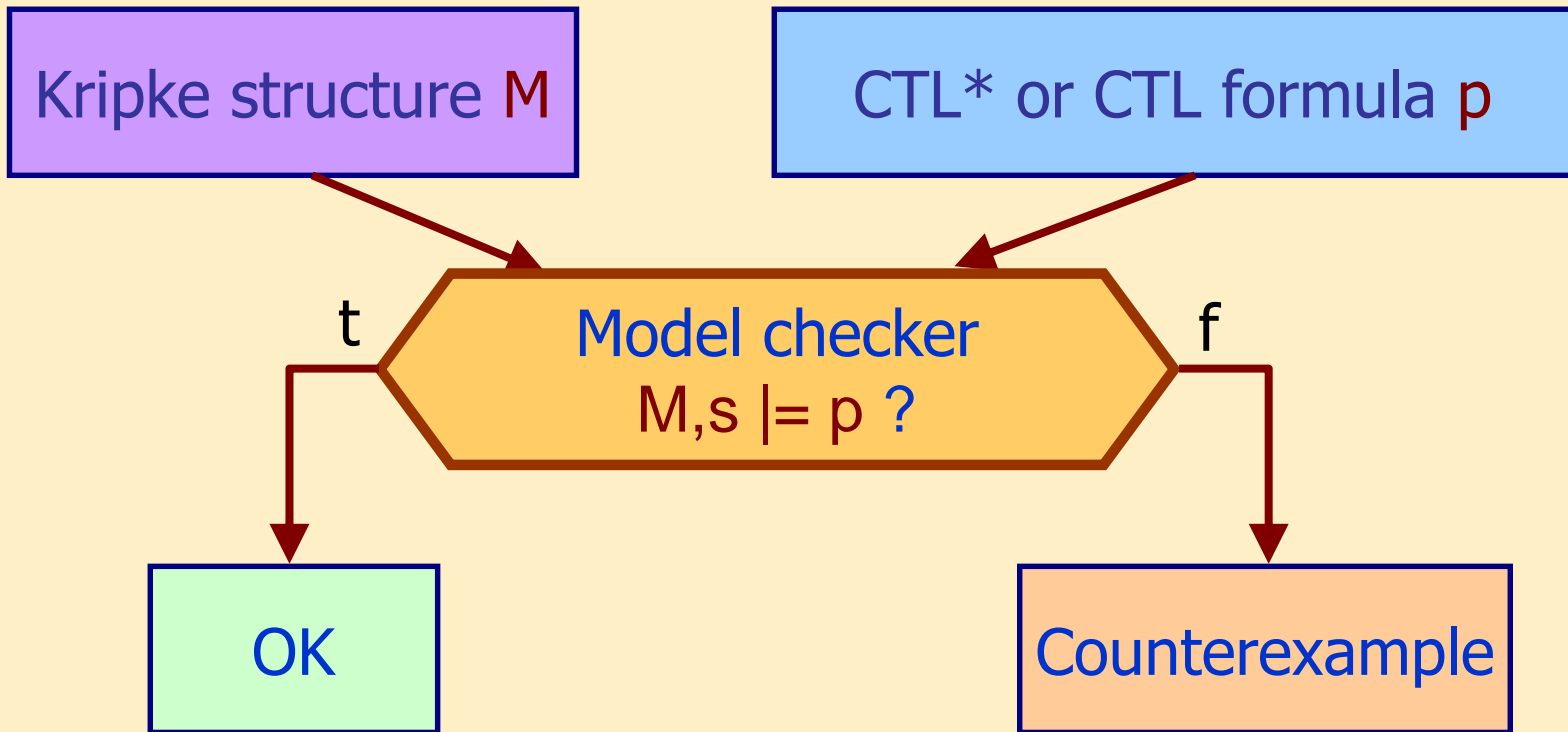 Kripke structure M
CTL* or CTL formula p
t
Model checker
f
M,s |= p ?
OK
Counterexample